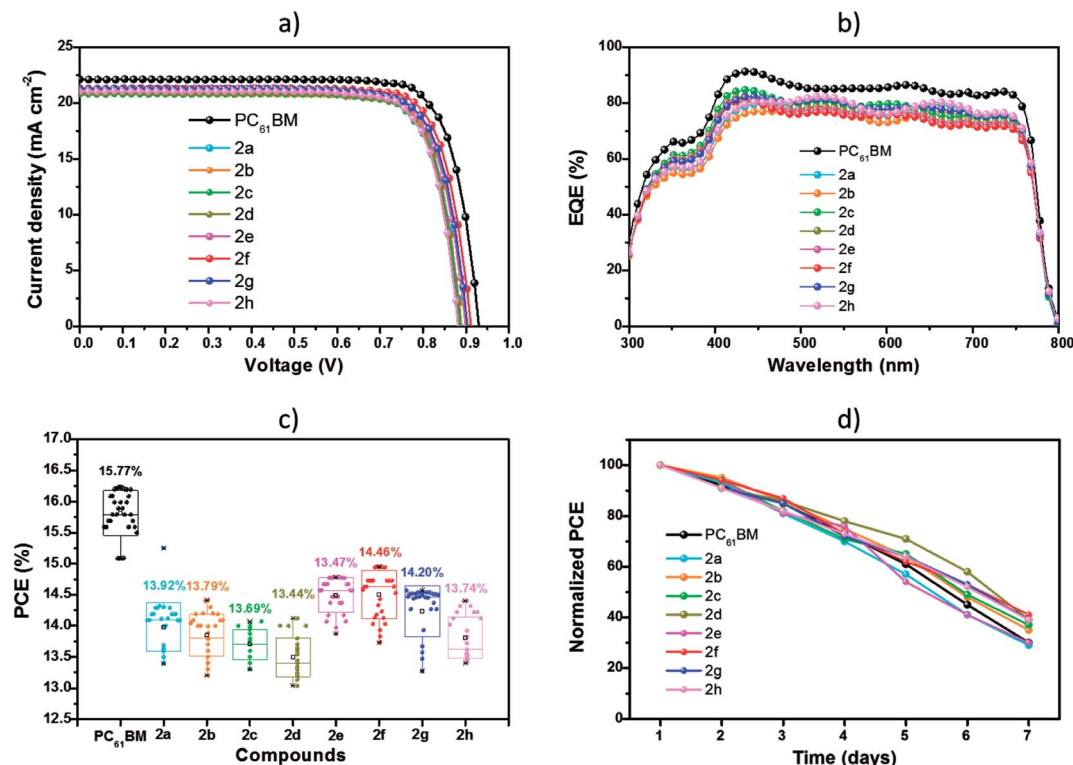 a)
Current density (mA cm⁻²)
25
20
15
10
5
0
PC₆₁BM
2a
2b
2c
2d
2e
2f
2g
2h
0.0 0.1 0.2 0.3 0.4 0.5 0.6 0.7 0.8 0.9 1.0
Voltage (V)
b)
EQE (%)
100
80
60
40
20
0
PC₆₁BM
2a
2b
2c
2d
2e
2f
2g
2h
300 400 500 600 700 800
Wavelength (nm)
c)
PCE (%)
17.0
16.5
16.0
15.5
15.0
14.5
14.0
13.5
13.0
12.5
15.77%
13.92%
13.79%
13.69%
13.44%
13.47%
14.46%
14.20%
13.74%
PC₆₁BM 2a 2b 2c 2d 2e 2f 2g 2h
Compounds
d)
Normalized PCE
100
80
60
40
20
0
PC₆₁BM
2a
2b
2c
2d
2e
2f
2g
2h
1 2 3 4 5 6 7
Time (days)